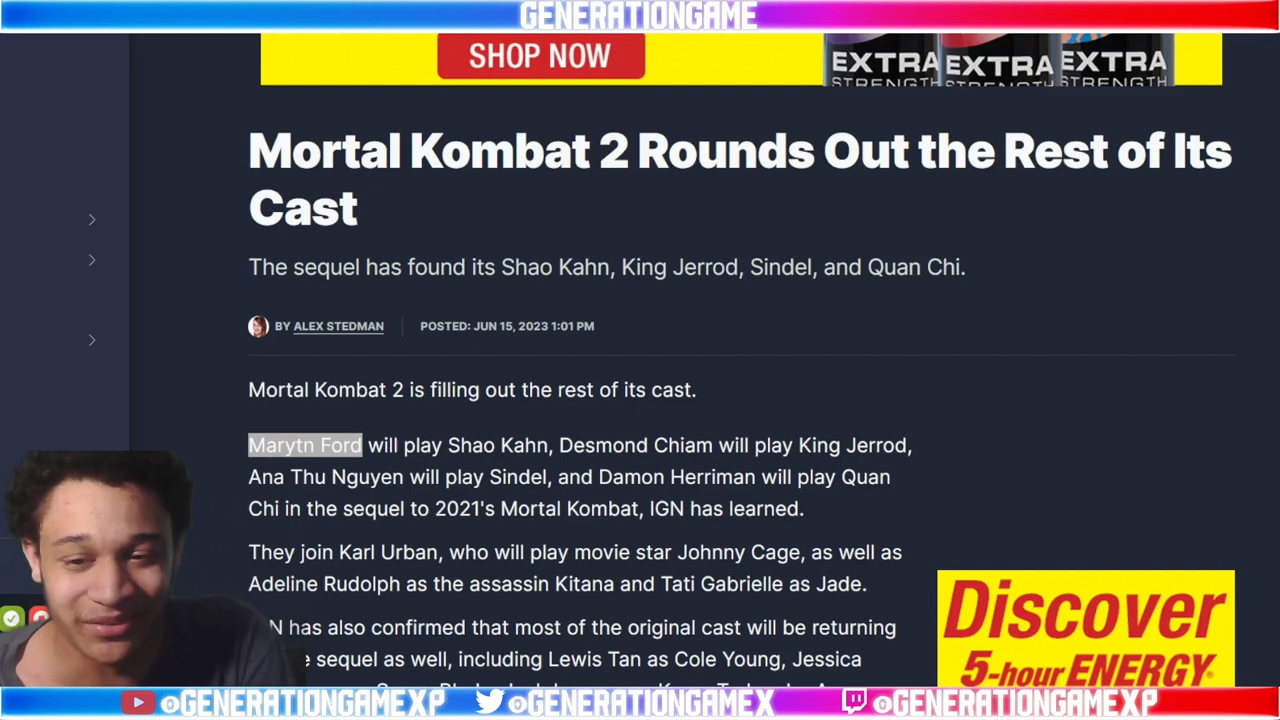 GENERATIONGAME
SHOP NOW
EXTRA EXTRA EXTRA
STRENGTH STRENGTH STRENGTH
Mortal Kombat 2 Rounds Out the Rest of Its
Cast
The sequel has found its Shao Kahn, King Jerrod, Sindel, and Quan Chi.
BY ALEX STEDMAN POSTED: JUN 15, 2023 1:01 PM
Mortal Kombat 2 is filling out the rest of its cast.
Marytn Ford will play Shao Kahn, Desmond Chiam will play King Jerrod,
Ana Thu Nguyen will play Sindel, and Damon Herriman will play Quan
Chi in the sequel to 2021's Mortal Kombat, IGN has learned.
They join Karl Urban, who will play movie star Johnny Cage, as well as
Adeline Rudolph as the assassin Kitana and Tati Gabrielle as Jade.
N has also confirmed that most of the original cast will be returning
e sequel as well, including Lewis Tan as Cole Young, Jessica
Discover
5-hour ENERGY
@GENERATIONGAMEXP @GENERATIONGAMEX @GENERATIONGAMEXP